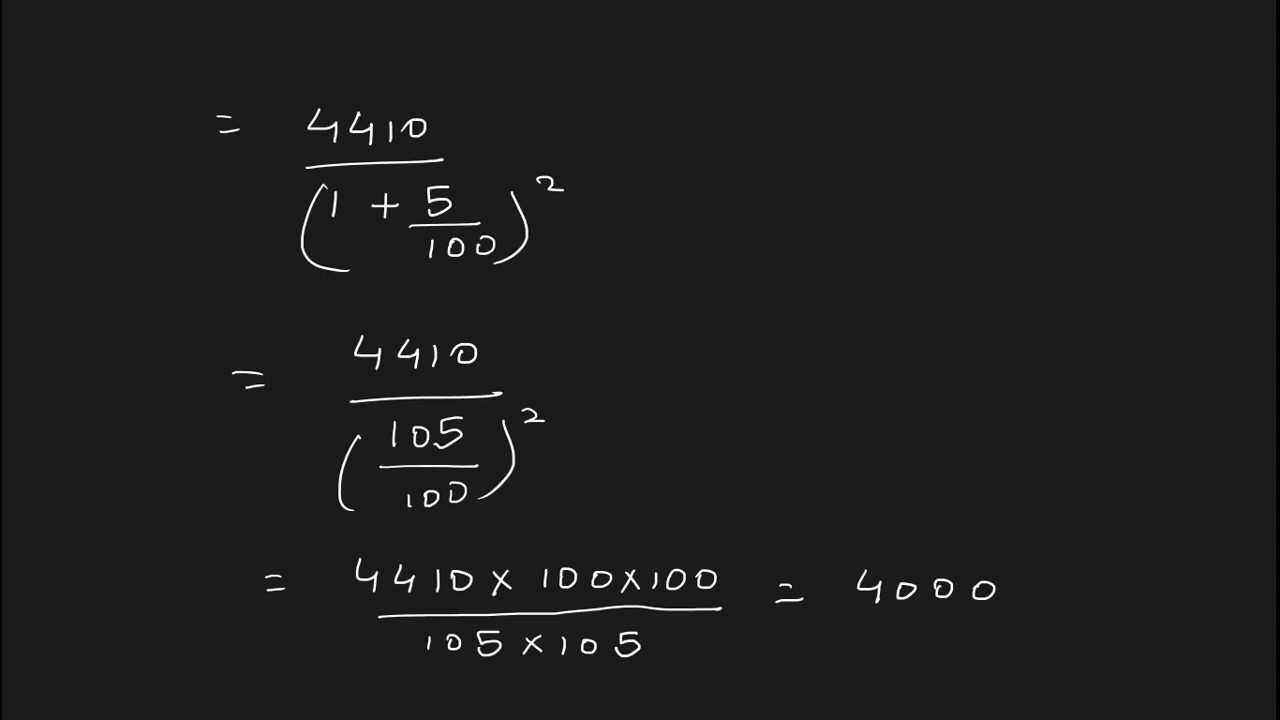 = 4410
(1 + 5/100)²
= 4410
(105/100)²
= 4410 × 100×100 = 4000
105 × 105